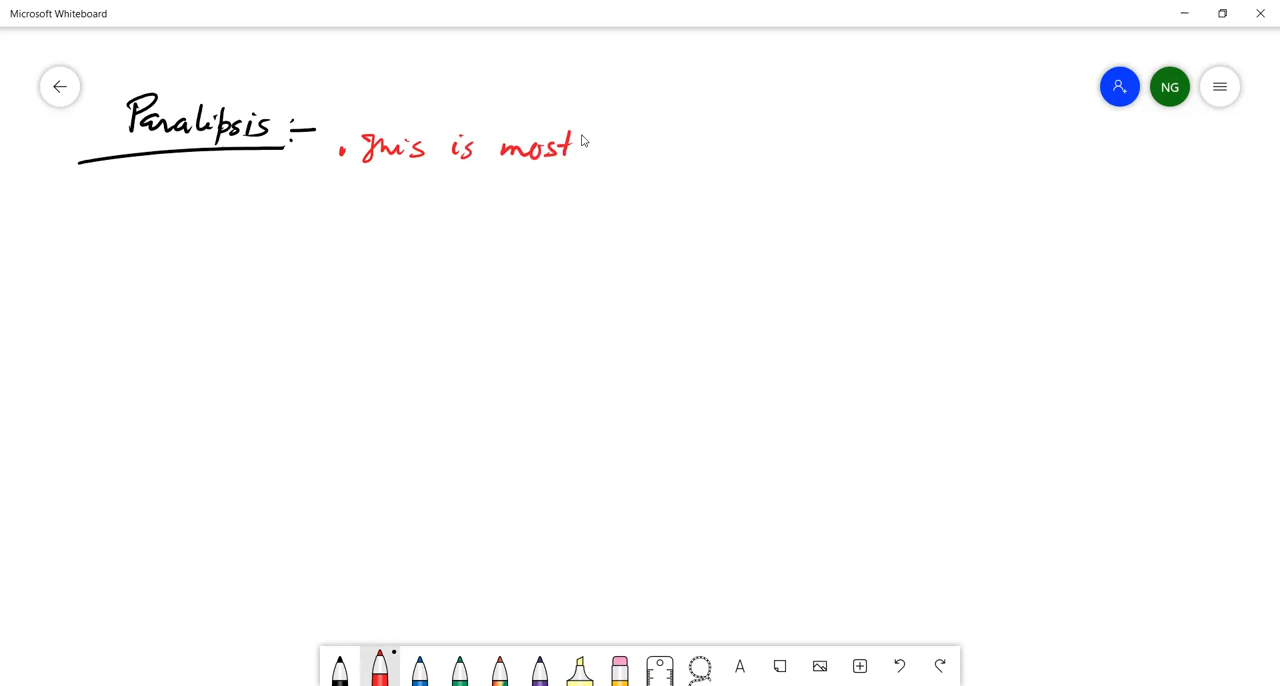 Microsoft Whiteboard
NG
Paralipsis :-
. This is most
A